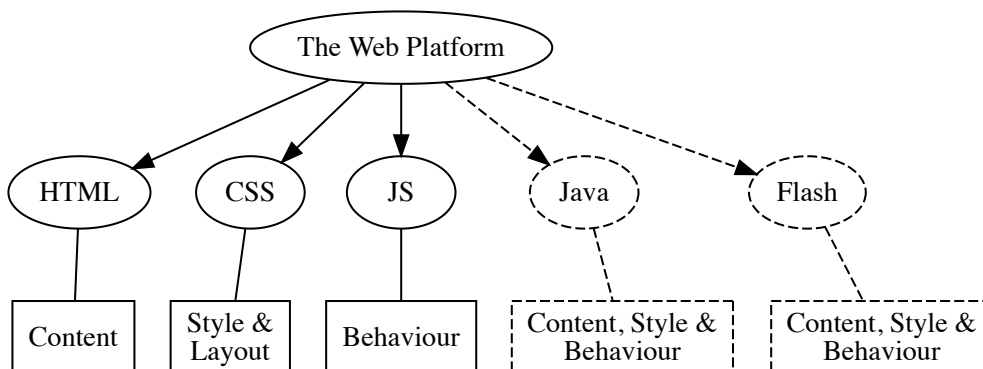 The Web Platform
HTML
CSS
JS
Java
Flash
Content
Style &
Layout
Behaviour
Content, Style &
Behaviour
Content, Style &
Behaviour